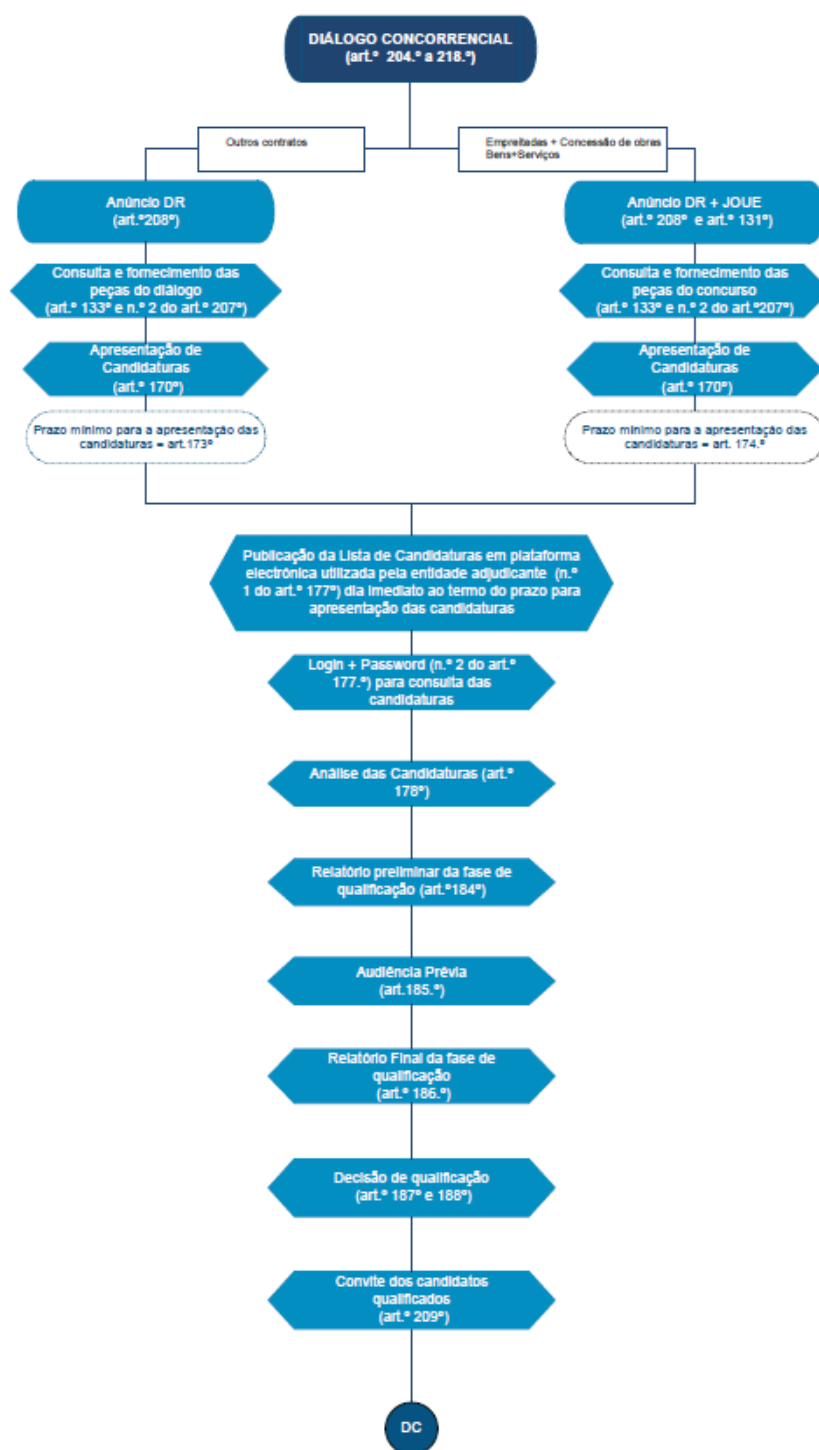 DIÁLOGO CONCORRENCIAL
(art.º 204.º a 218.º)
Outros contratos
Empreitadas + Concessão de obras
Bens+Serviços
Anúncio DR
(art.º208º)
Anúncio DR + JOUE
(art.º 208º e art.º 131º)
Consulta e fornecimento das
peças do diálogo
(art.º 133º e n.º 2 do art.º 207º)
Consulta e fornecimento das
peças do concurso
(art.º 133º e n.º 2 do art.º207º)
Apresentação de
Candidaturas
(art.º 170º)
Apresentação de
Candidaturas
(art.º 170º)
Prazo mínimo para a apresentação das
candidaturas = art.173º
Prazo mínimo para a apresentação das
candidaturas = art. 174.º
Publicação da Lista de Candidaturas em plataforma
electrónica utilizada pela entidade adjudicante (n.º
1 do art.º 177º) dia imediato ao termo do prazo para
apresentação das candidaturas
Login + Password (n.º 2 do art.º
177.º) para consulta das
candidaturas
Análise das Candidaturas (art.º
178º)
Relatório preliminar da fase de
qualificação (art.º184º)
Audiência Prévia
(art.185.º)
Relatório Final da fase de
qualificação
(art.º 186.º)
Decisão de qualificação
(art.º 187º e 188º)
Convite dos candidatos
qualificados
(art.º 209º)
DC